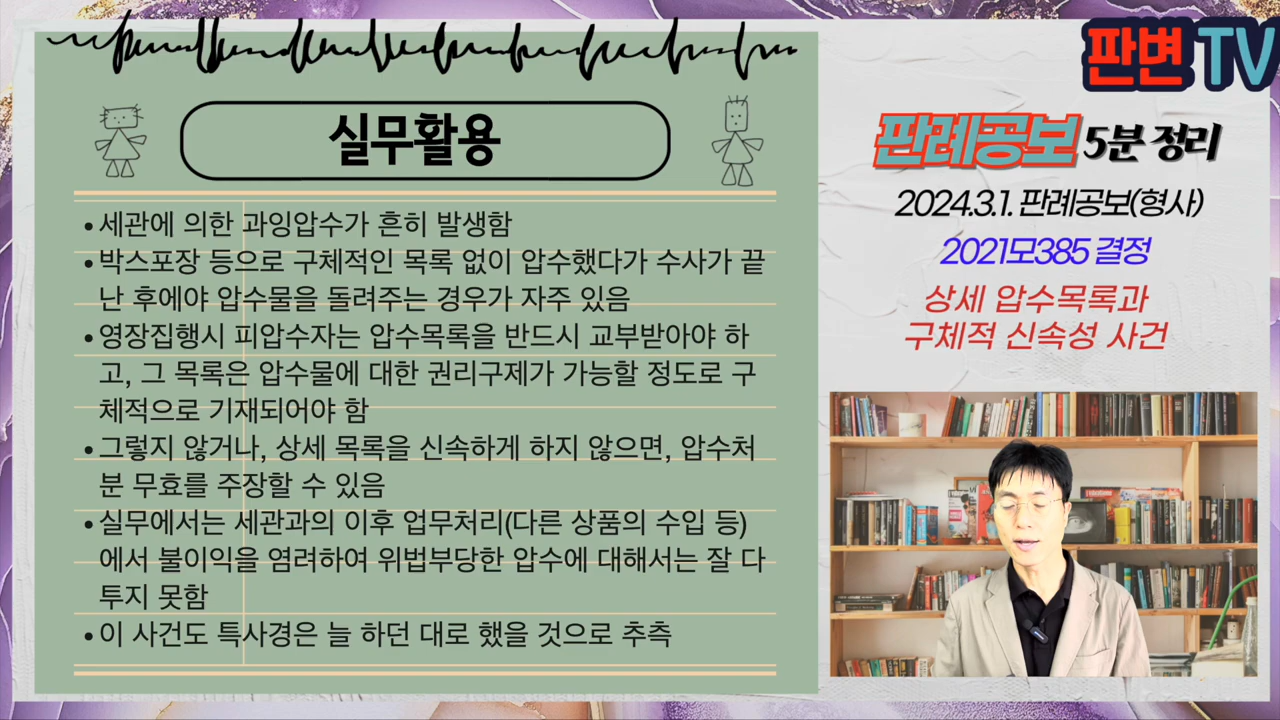 판변 TV
실무활용
• 세관에 의한 과잉압수가 흔히 발생함
• 박스포장 등으로 구체적인 목록 없이 압수했다가 수사가 끝
난 후에야 압수물을 돌려주는 경우가 자주 있음
• 영장집행시 피압수자는 압수목록을 반드시 교부받아야 하
고, 그 목록은 압수물에 대한 권리구제가 가능할 정도로 구
체적으로 기재되어야 함
• 그렇지 않거나, 상세 목록을 신속하게 하지 않으면, 압수처
분 무효를 주장할 수 있음
• 실무에서는 세관과의 이후 업무처리(다른 상품의 수입 등)
에서 불이익을 염려하여 위법부당한 압수에 대해서는 잘 다
투지 못함
• 이 사건도 특사경은 늘 하던 대로 했을 것으로 추측
판례공보 5분 정리
2024.3.1. 판례공보(형사)
2021모385 결정
상세 압수목록과
구체적 신속성 사건